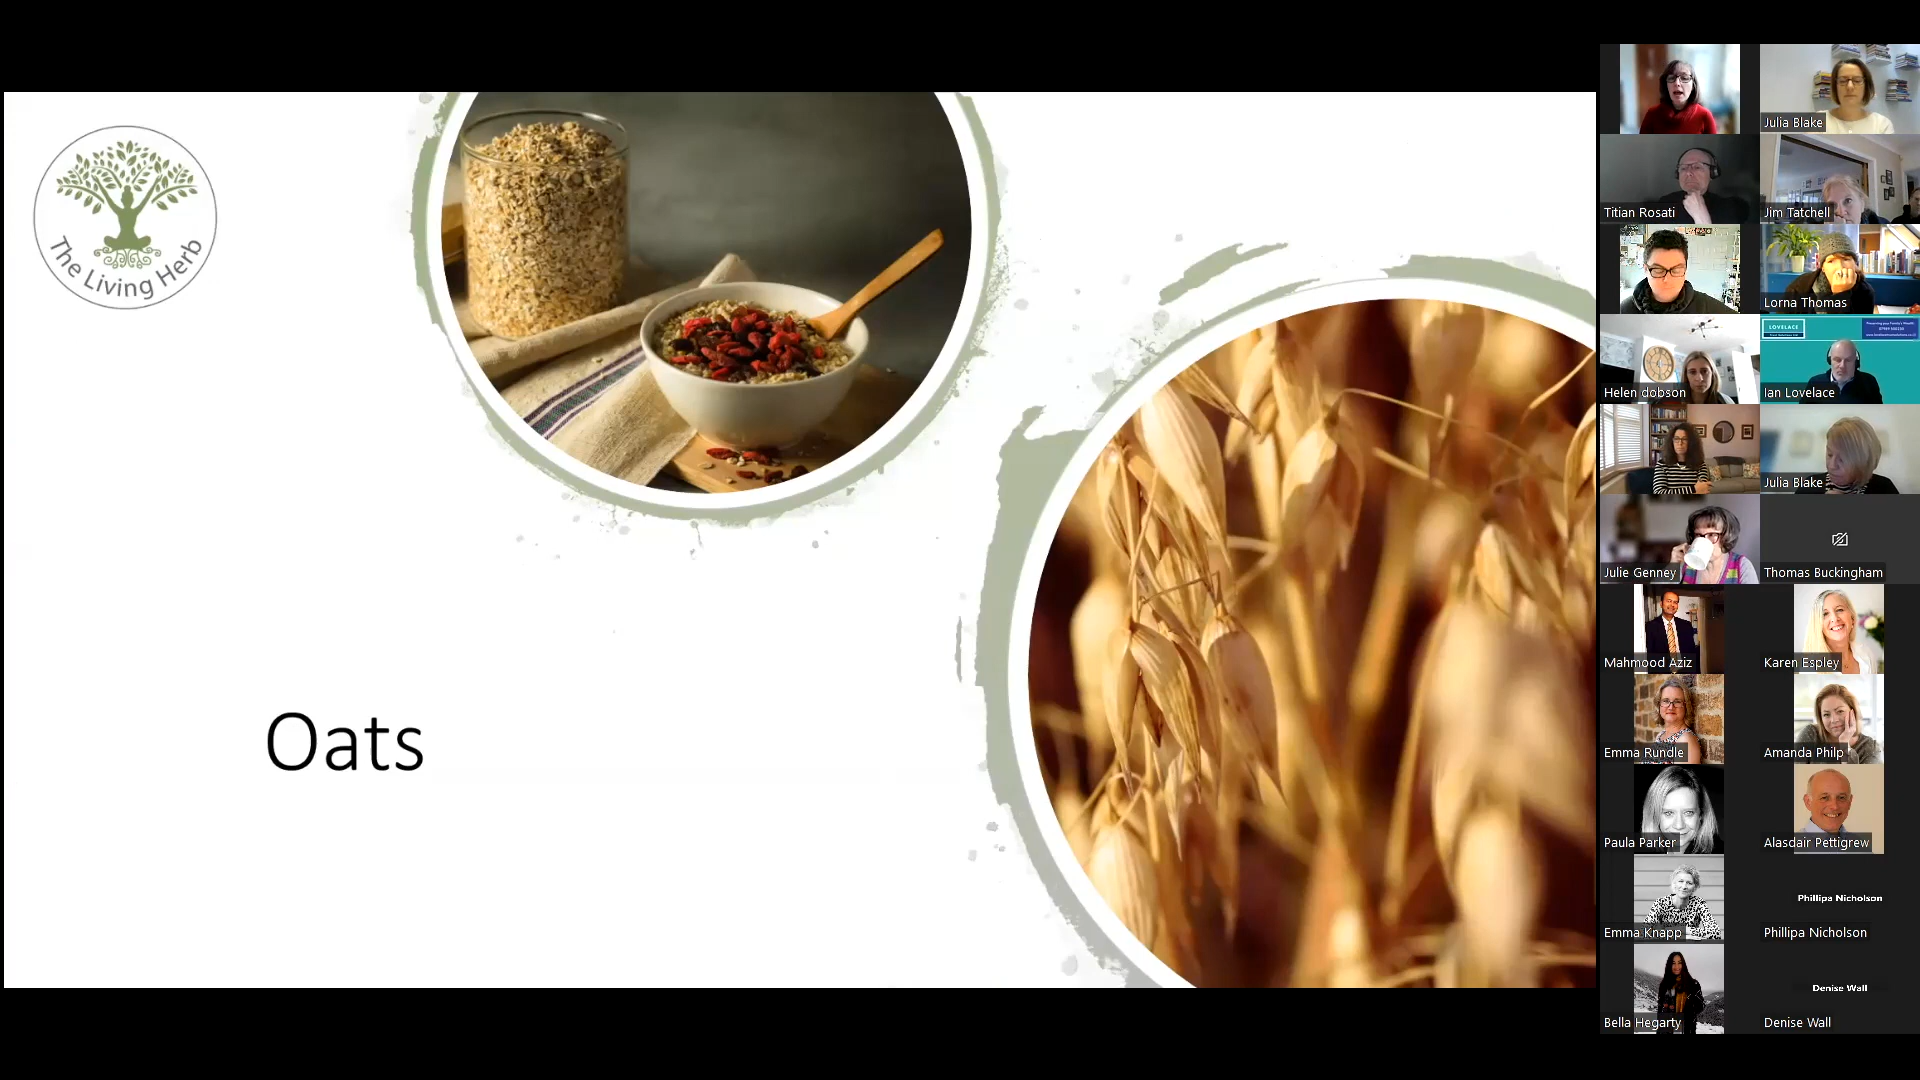 The Living Herb
Oats
Julia Blake
Titian Rosati
Jim Tatchell
Lorna Thomas
LOVELACE
Helen dobson
Ian Lovelace
Julia Blake
Julie Genney
Thomas Buckingham
Mahmood Aziz
Karen Espley
Emma Rundle
Amanda Philp
Paula Parker
Alasdair Pettigrew
Phillipa Nicholson
Emma Knapp
Phillipa Nicholson
Denise Wall
Bella Hegarty
Denise Wall